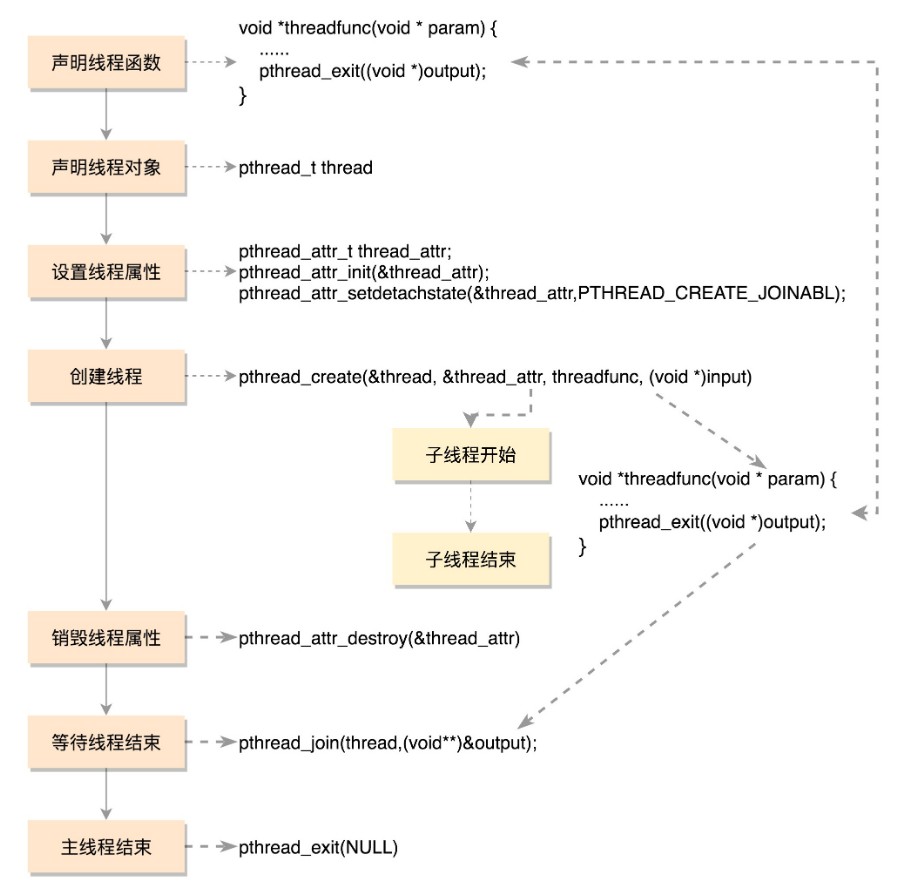 声明线程函数
void *threadfunc(void * param) {
......
pthread_exit((void *)output);
}
声明线程对象
pthread_t thread
设置线程属性
pthread_attr_t thread_attr;
pthread_attr_init(&thread_attr);
pthread_attr_setdetachstate(&thread_attr,PTHREAD_CREATE_JOINABL);
创建线程
pthread_create(&thread, &thread_attr, threadfunc, (void *)input)
子线程开始
void *threadfunc(void * param) {
......
pthread_exit((void *)output);
}
子线程结束
销毁线程属性
pthread_attr_destroy(&thread_attr)
等待线程结束
pthread_join(thread,(void**)&output);
主线程结束
pthread_exit(NULL)